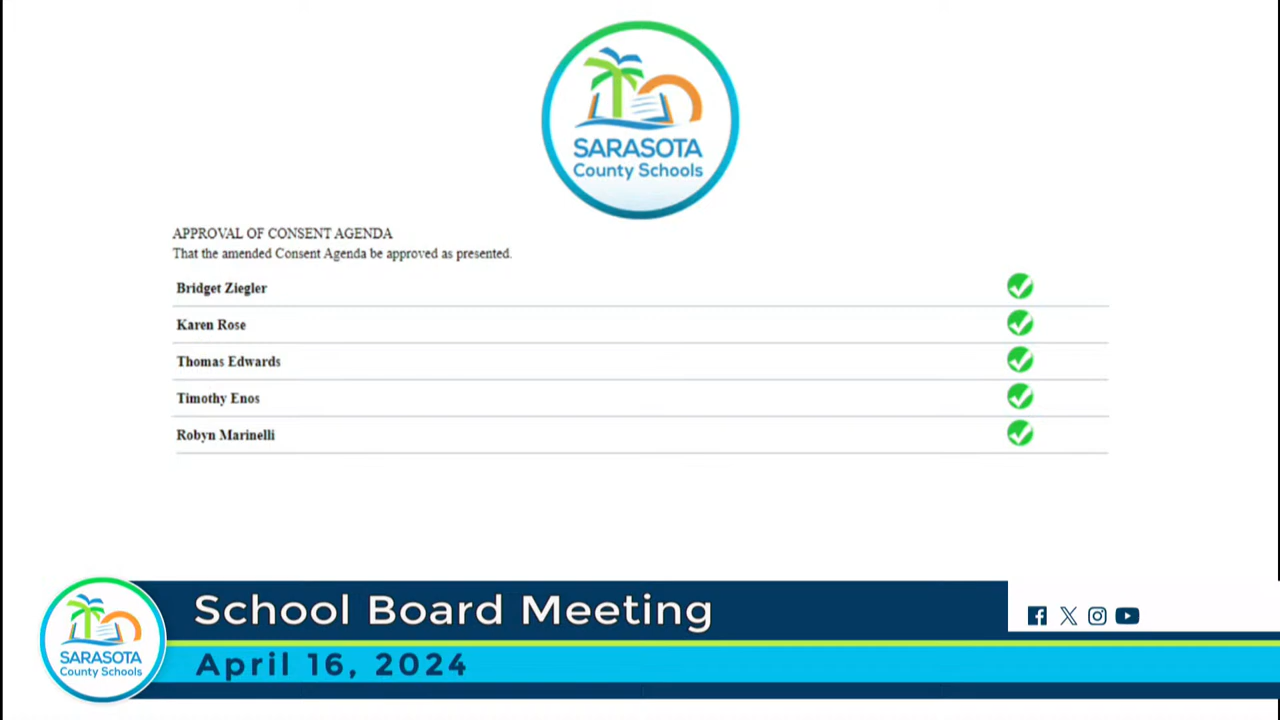 SARASOTA
County Schools
APPROVAL OF CONSENT AGENDA
That the amended Consent Agenda be approved as presented.
Bridget Ziegler
Karen Rose
Thomas Edwards
Timothy Enos
Robyn Marinelli
School Board Meeting
April 16, 2024
SARASOTA
County Schools